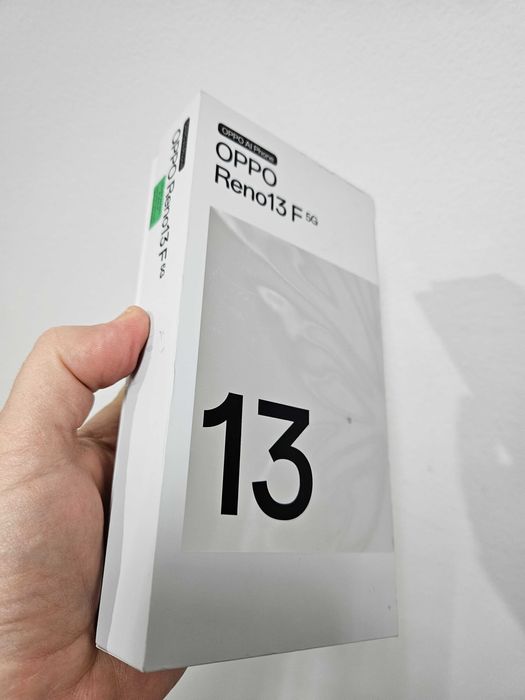 OPPO AI Phone
OPPO
Reno13 F 5G
13
OPPO Reno13 F 5G